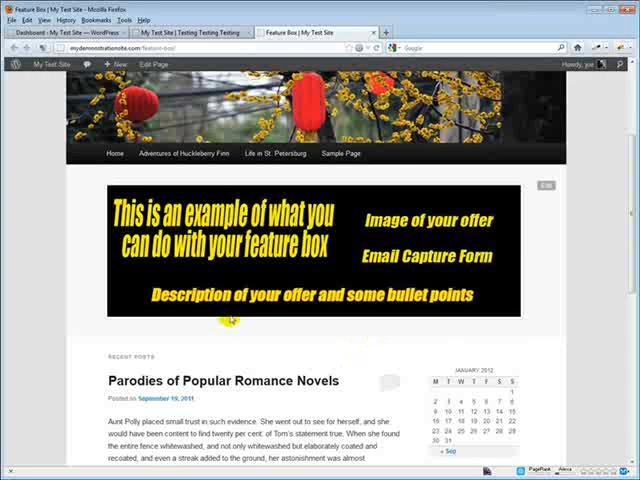 Feature Box | My Test Site - Mozilla Firefox
File Edit View History Bookmarks Tools Help
Dashboard ‹ My Test Site — WordPress
My Test Site | Testing Testing Testing
Feature Box | My Test Site
mydemonstrationsite.com/feature-box/
Google
My Test Site
+ New
Edit Page
Howdy, joe
Home
Adventures of Huckleberry Finn
Life in St. Petersburg
Sample Page
Edit
This is an example of what you
can do with your feature box
Image of your offer
Email Capture Form
Description of your offer and some bullet points
RECENT POSTS
Parodies of Popular Romance Novels
Posted on September 19, 2011
Aunt Polly placed small trust in such evidence. She went out to see for herself, and she
would have been content to find twenty per cent. of Tom's statement true. When she found
the entire fence whitewashed, and not only whitewashed but elaborately coated and
recoated, and even a streak added to the ground, her astonishment was almost
JANUARY 2012
M T W T F S S
1
2 3 4 5 6 7 8
9 10 11 12 13 14 15
16 17 18 19 20 21 22
23 24 25 26 27 28 29
30 31
« Sep
PageRank
Alexa